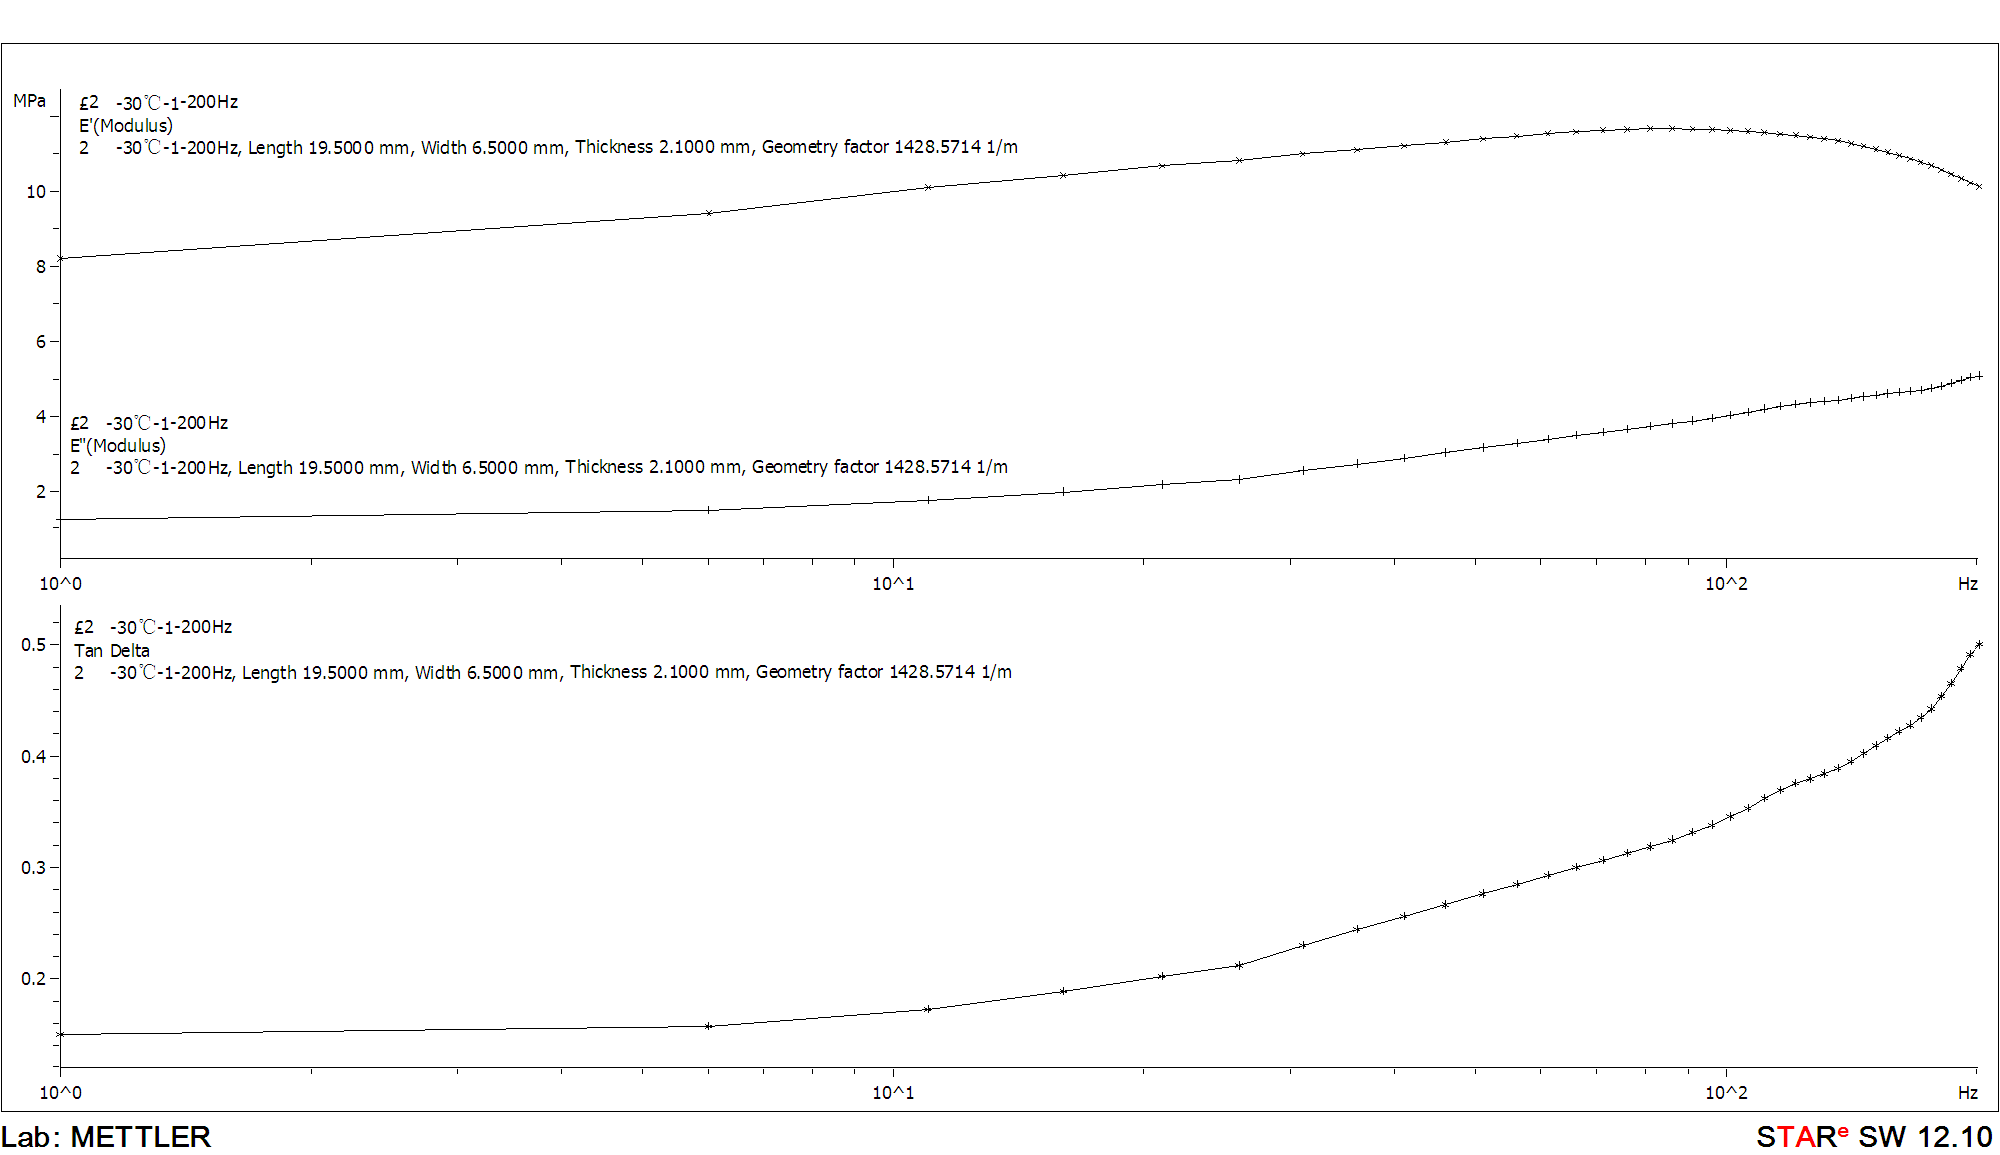 MPa
£2 -30℃-1-200Hz
E'(Modulus)
2 -30℃-1-200Hz, Length 19.5000 mm, Width 6.5000 mm, Thickness 2.1000 mm, Geometry factor 1428.5714 1/m
10
8
6
4
£2 -30℃-1-200Hz
E"(Modulus)
2 -30℃-1-200Hz, Length 19.5000 mm, Width 6.5000 mm, Thickness 2.1000 mm, Geometry factor 1428.5714 1/m
2
10^0 10^1 10^2 Hz
£2 -30℃-1-200Hz
0.5
Tan Delta
2 -30℃-1-200Hz, Length 19.5000 mm, Width 6.5000 mm, Thickness 2.1000 mm, Geometry factor 1428.5714 1/m
0.4
0.3
0.2
10^0 10^1 10^2 Hz
Lab: METTLER
STARe SW 12.10